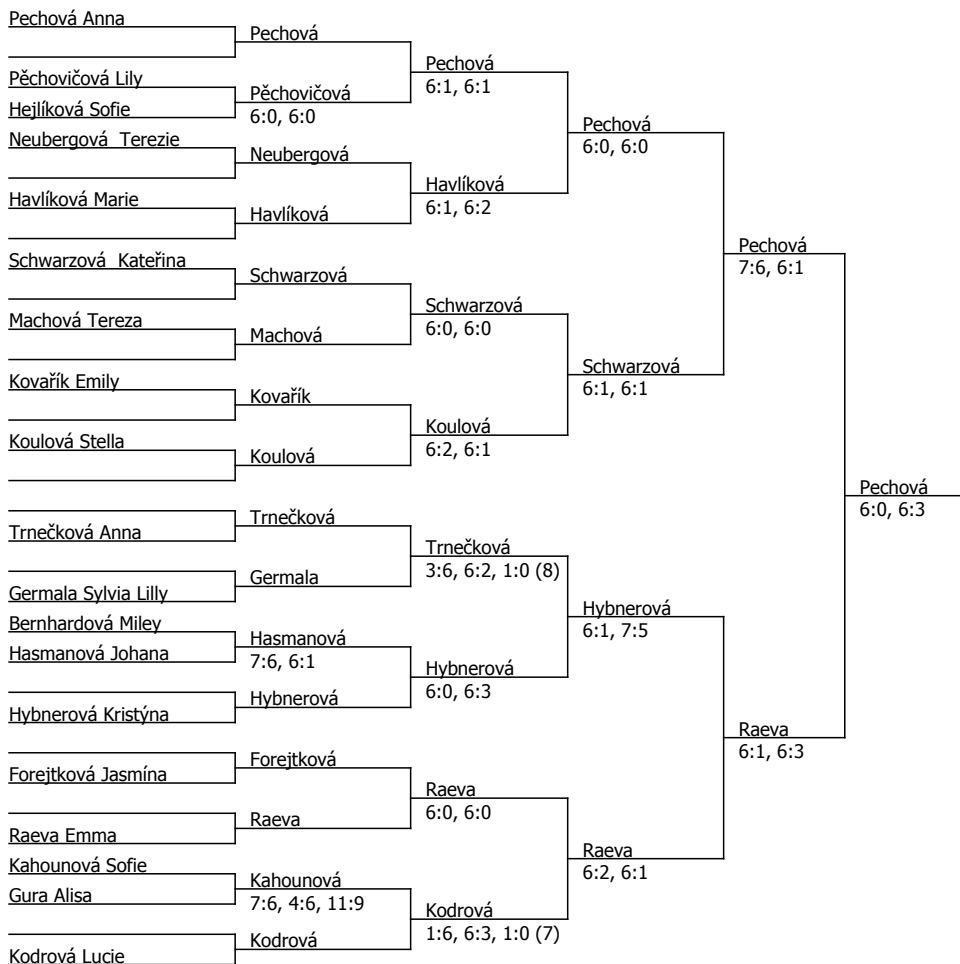 Pechová Anna
Pěchovičová Lily
Hejlíková Sofie
Neubergová  Terezie
Havlíková Marie
Schwarzová  Kateřina
Machová Tereza
Kovařík Emily
Koulová Stella
Trnečková Anna
Germala Sylvia Lilly
Bernhardová Miley
Hasmanová Johana
Hybnerová Kristýna
Forejtková Jasmína
Raeva Emma
Kahounová Sofie
Gura Alisa
Kodrová Lucie
Pechová
Pěchovičová
6:0, 6:0
Neubergová
Havlíková
Schwarzová
Machová
Kovařík
Koulová
Trnečková
Germala
Hasmanová
7:6, 6:1
Hybnerová
Forejtková
Raeva
Kahounová
7:6, 4:6, 11:9
Kodrová
Pechová
6:1, 6:1
Havlíková
6:1, 6:2
Schwarzová
6:0, 6:0
Koulová
6:2, 6:1
Trnečková
3:6, 6:2, 1:0 (8)
Hybnerová
6:0, 6:3
Raeva
6:0, 6:0
Kodrová
1:6, 6:3, 1:0 (7)
Pechová
6:0, 6:0
Schwarzová
6:1, 6:1
Hybnerová
6:1, 7:5
Raeva
6:2, 6:1
Pechová
7:6, 6:1
Raeva
6:1, 6:3
Pechová
6:0, 6:3